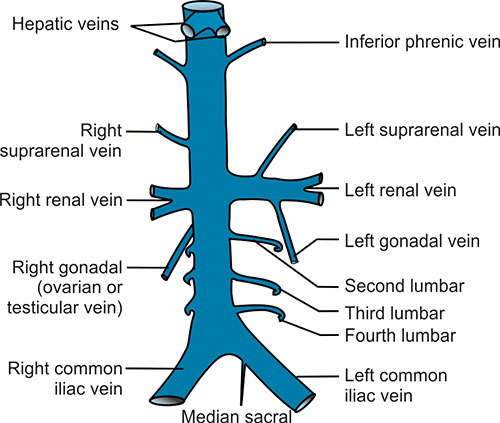 Hepatic veins
Inferior phrenic vein
Right
suprarenal vein
Left suprarenal vein
Right renal vein
Left renal vein
Right gonadal
(ovarian or
testicular vein)
Left gonadal vein
Second lumbar
Third lumbar
Fourth lumbar
Right common
iliac vein
Left common
iliac vein
Median sacral